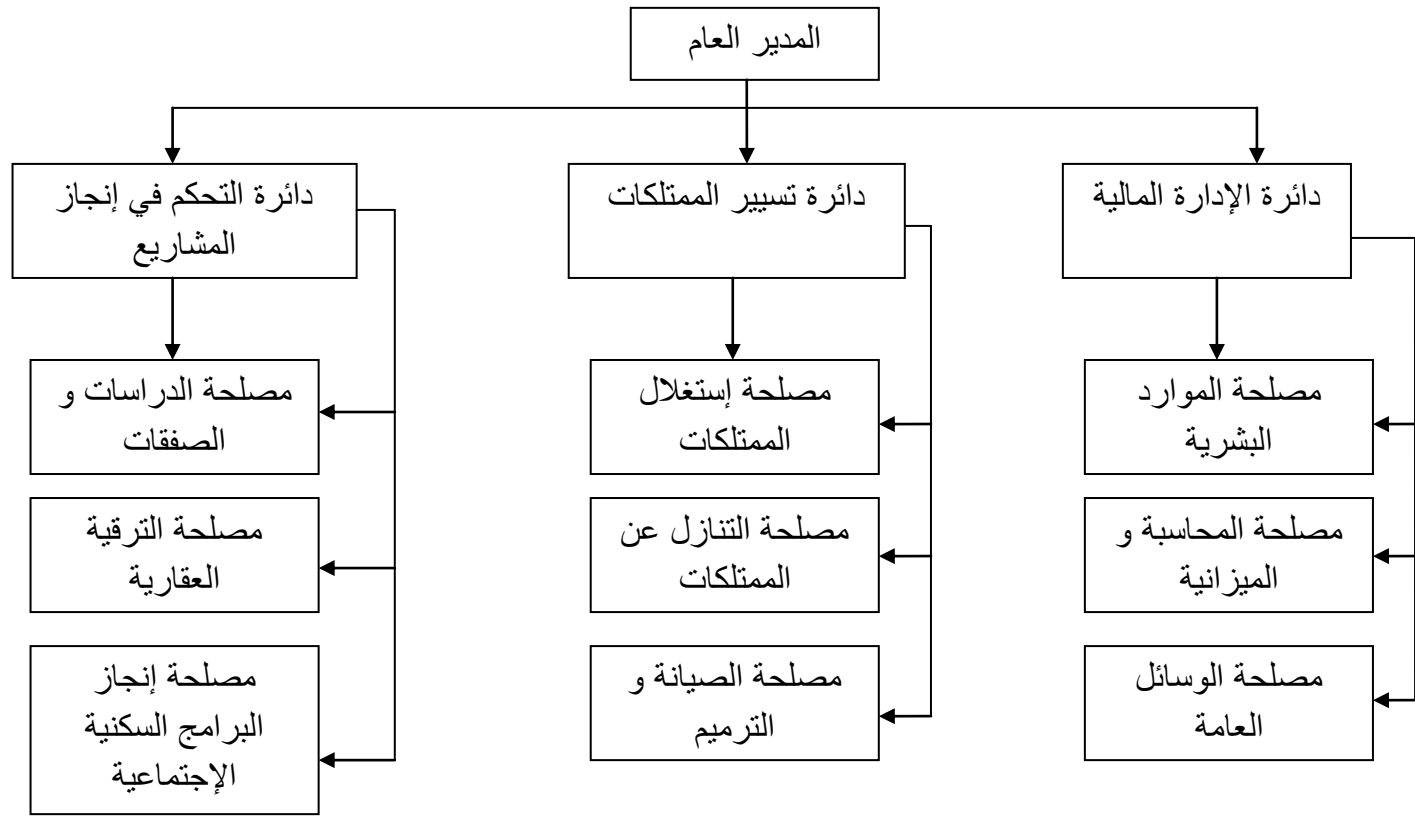 المدير العام
دائرة الإدارة المالية
دائرة تسيير الممتلكات
دائرة التحكم في إنجاز
المشاريع
مصلحة الموارد
البشرية
مصلحة إستغلال
الممتلكات
مصلحة الدراسات و
الصفقات
مصلحة المحاسبة و
الميزانية
مصلحة التنازل عن
الممتلكات
مصلحة الترقية
العقارية
مصلحة الوسائل
العامة
مصلحة الصيانة و
الترميم
مصلحة إنجاز
البرامج السكنية
الإجتماعية